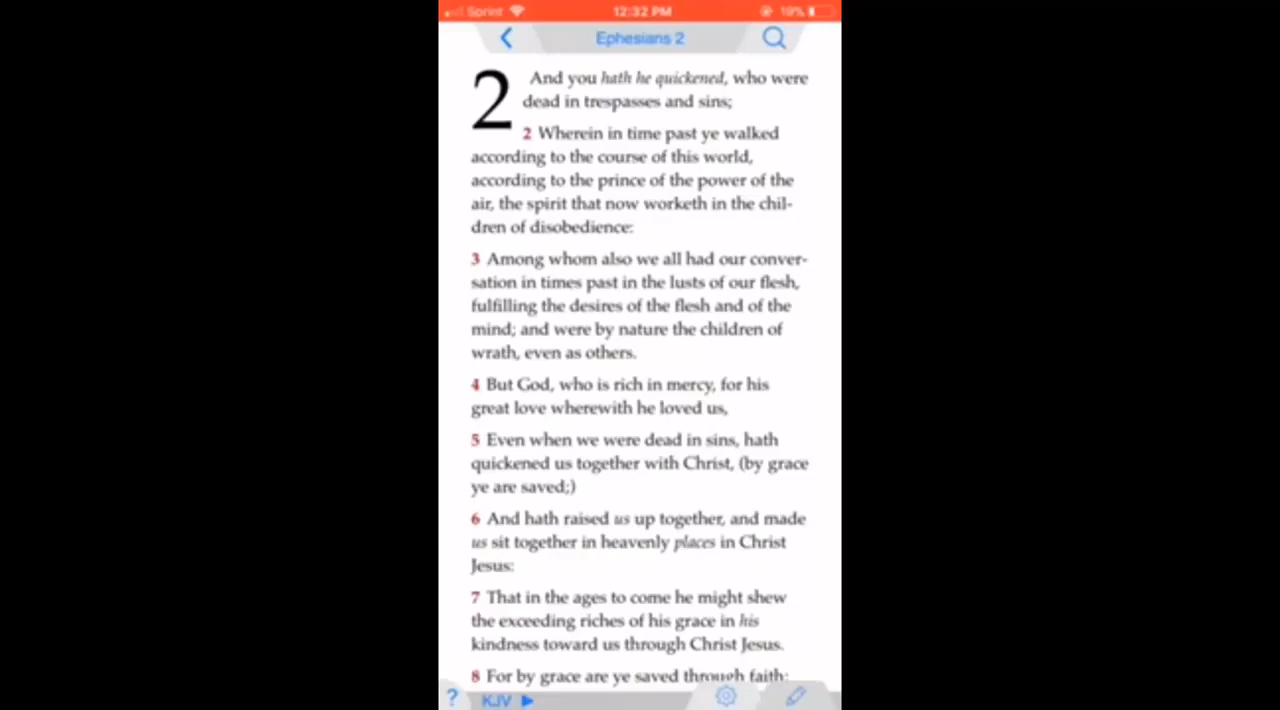 Sprint 12:32 PM 19%
Ephesians 2
2 And you hath he quickened, who were
dead in trespasses and sins;
2 Wherein in time past ye walked
according to the course of this world,
according to the prince of the power of the
air, the spirit that now worketh in the chil-
dren of disobedience:
3 Among whom also we all had our conver-
sation in times past in the lusts of our flesh,
fulfilling the desires of the flesh and of the
mind; and were by nature the children of
wrath, even as others.
4 But God, who is rich in mercy, for his
great love wherewith he loved us,
5 Even when we were dead in sins, hath
quickened us together with Christ, (by grace
ye are saved;)
6 And hath raised us up together, and made
us sit together in heavenly places in Christ
Jesus:
7 That in the ages to come he might shew
the exceeding riches of his grace in his
kindness toward us through Christ Jesus.
8 For by grace are ye saved through faith;
? KJV